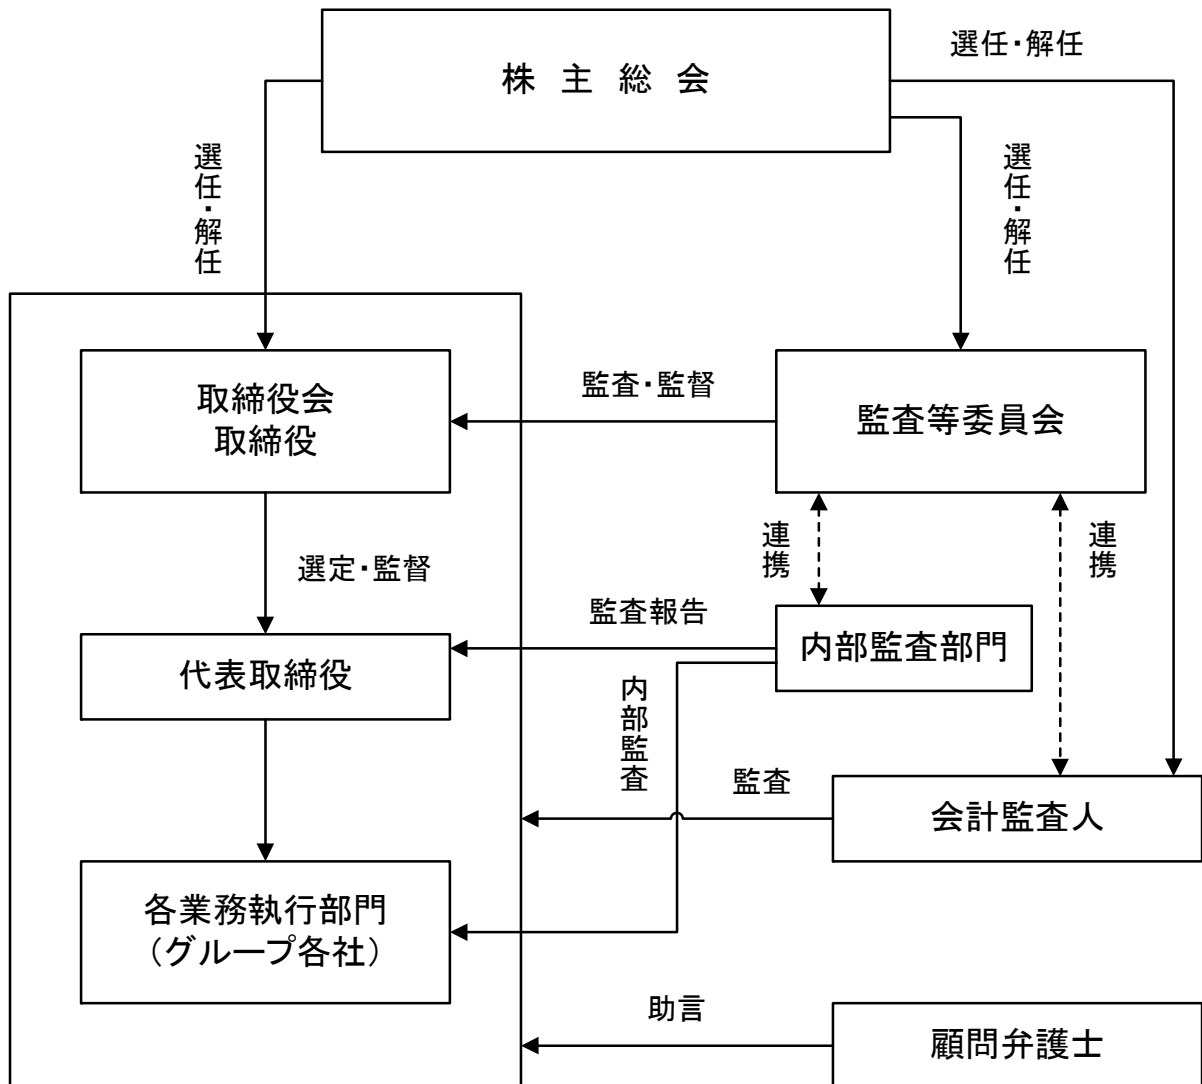 選任・解任
株 主 総 会
選任・解任
選任・解任
取締役会
取締役
監査・監督
監査等委員会
選定・監督
連携
連携
監査報告
内部監査部門
代表取締役
内部監査
監査
会計監査人
各業務執行部門
（グループ各社）
助言
顧問弁護士